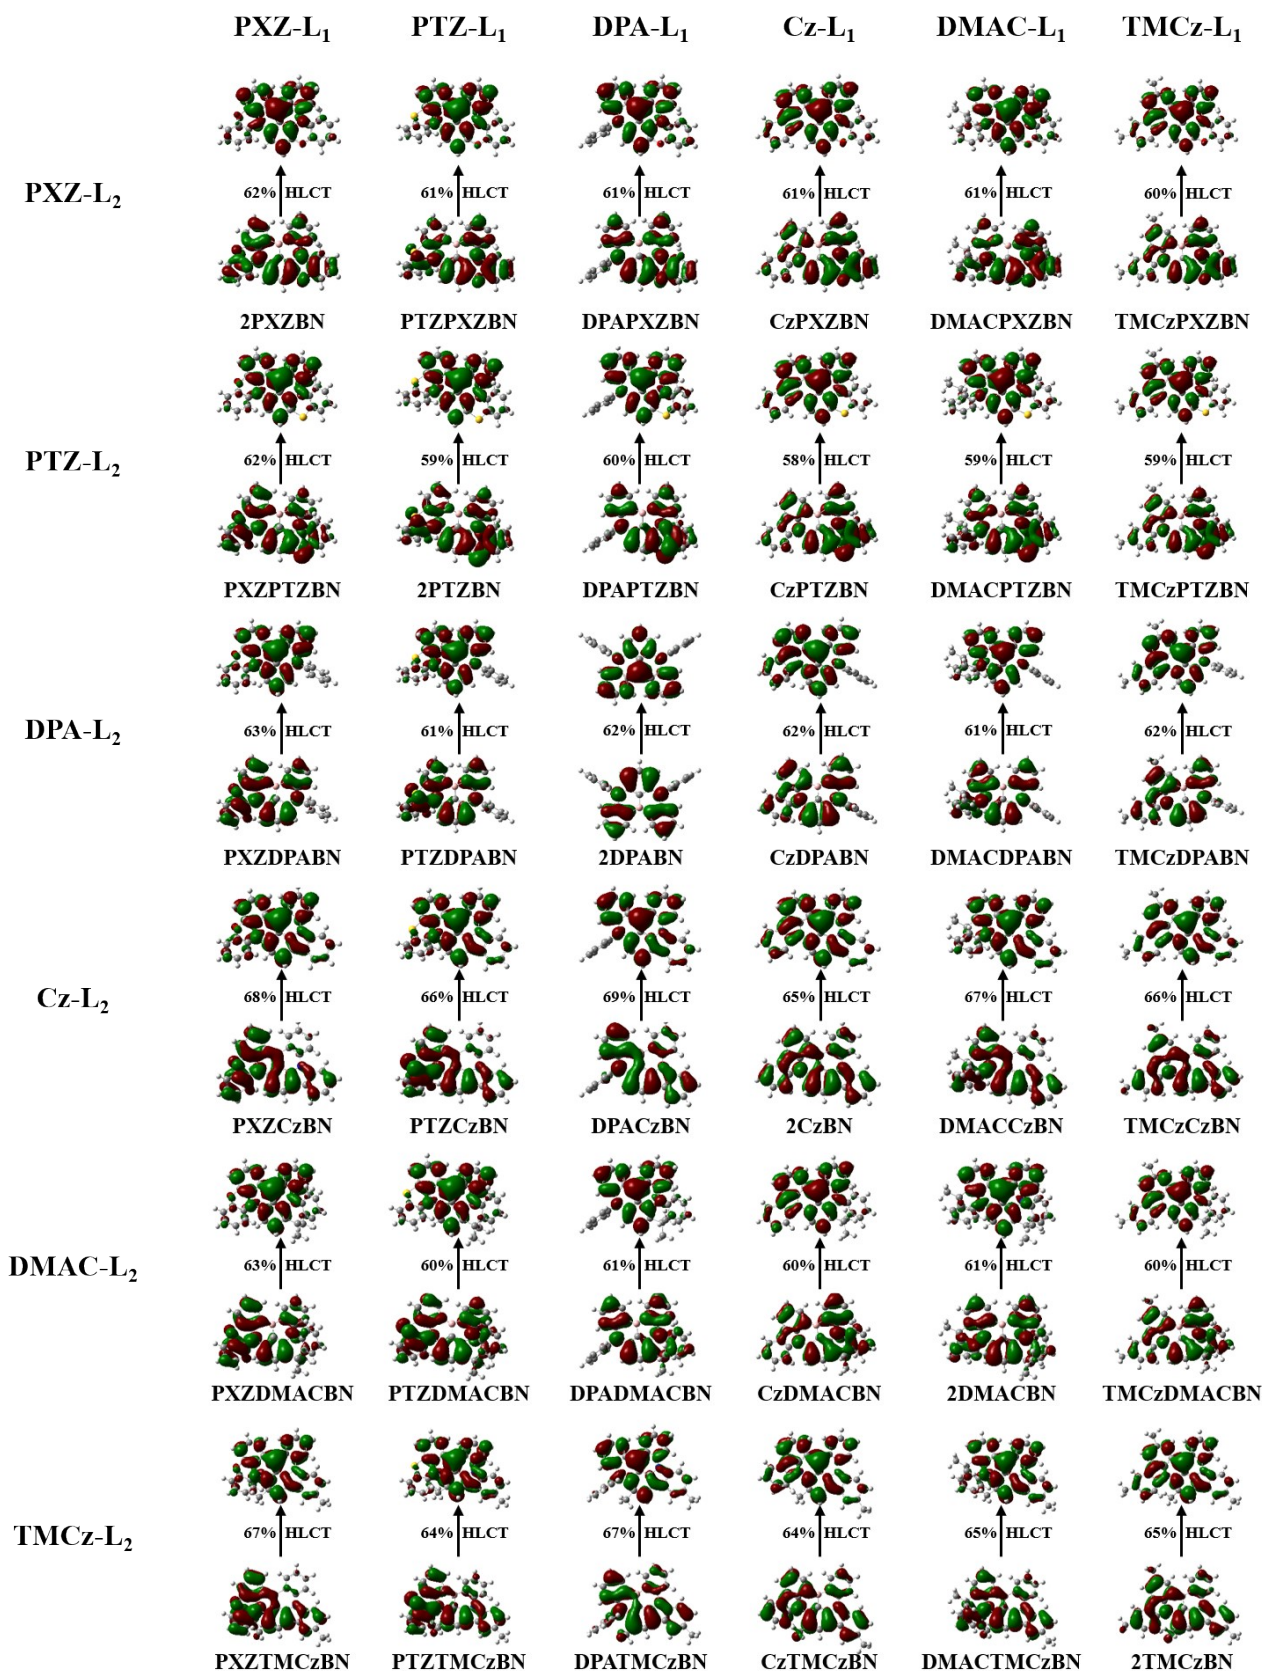 PXZ-L₁ PTZ-L₁ DPA-L₁ Cz-L₁ DMAC-L₁ TMCz-L₁
PXZ-L₂ 62% HLCT 61% HLCT 61% HLCT 61% HLCT 61% HLCT 60% HLCT
2PXZBN PTZPXZBN DPAPXZBN CzPXZBN DMACPXZBN TMCzPXZBN
PTZ-L₂ 62% HLCT 59% HLCT 60% HLCT 58% HLCT 59% HLCT 59% HLCT
PXZPTZBN 2PTZBN DPAPTZBN CzPTZBN DMACPTZBN TMCzPTZBN
DPA-L₂ 63% HLCT 61% HLCT 62% HLCT 62% HLCT 61% HLCT 62% HLCT
PXZDPABN PTZDPABN 2DPABN CzDPABN DMACDPABN TMCzDPABN
Cz-L₂ 68% HLCT 66% HLCT 69% HLCT 65% HLCT 67% HLCT 66% HLCT
PXZCzBN PTZCzBN DPACzBN 2CzBN DMACCzBN TMCzCzBN
DMAC-L₂ 63% HLCT 60% HLCT 61% HLCT 60% HLCT 61% HLCT 60% HLCT
PXZDMACBN PTZDMACBN DPADMACBN CzDMACBN 2DMACBN TMCzDMACBN
TMCz-L₂ 67% HLCT 64% HLCT 67% HLCT 64% HLCT 65% HLCT 65% HLCT
PXZTMCzBN PTZTMCzBN DPATMCzBN CzTMCzBN DMACTMCzBN 2TMCzBN